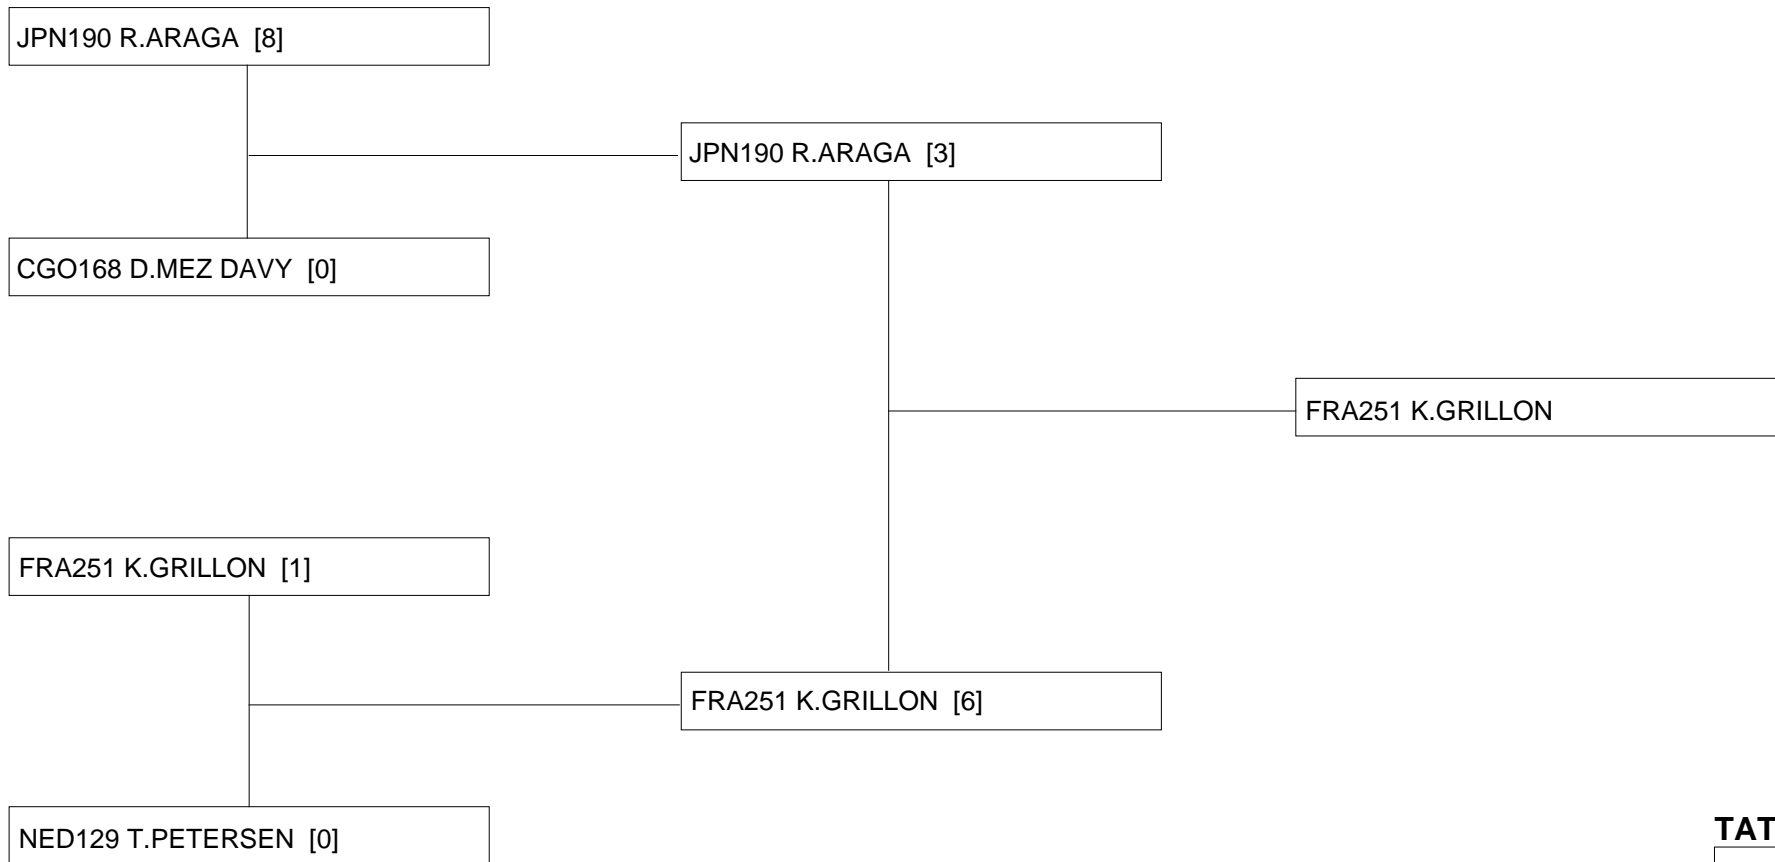 JPN190 R.ARAGA [8]
JPN190 R.ARAGA [3]
CGO168 D.MEZ DAVY [0]
FRA251 K.GRILLON
FRA251 K.GRILLON [1]
FRA251 K.GRILLON [6]
NED129 T.PETERSEN [0]
TAT